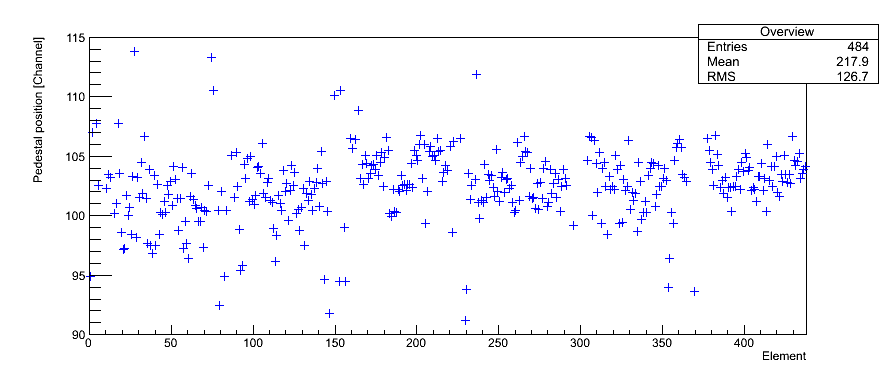 Overview
Entries 484
Mean 217.9
RMS 126.7
Pedestal position [Channel]
115
110
105
100
95
90
0 50 100 150 200 250 300 350 400
Element